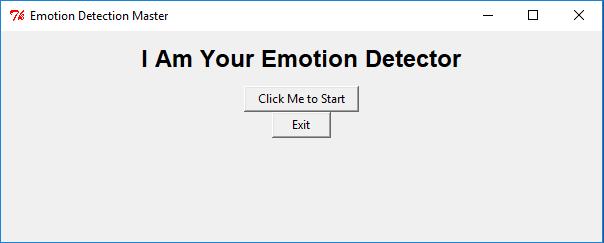 Emotion Detection Master
I Am Your Emotion Detector
Click Me to Start
Exit